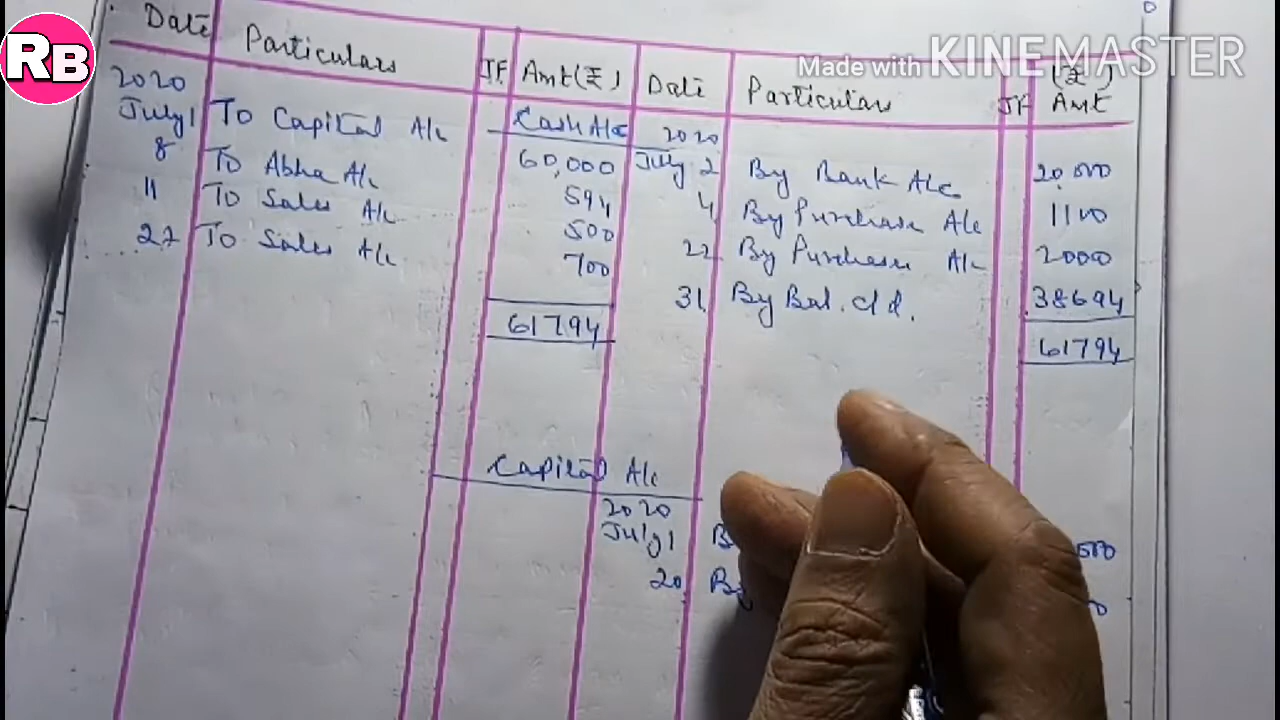 RB
Made with KINEMASTER
Date Particulars JF Amt(₹) Date Particulars JF (₹) Amt
Cash A/c
2020 2020
July 1 To Capital A/c 60,000 July 2 By Bank A/c 20,000
8 To Abha A/c 594 4 By Purchase A/c 1100
11 To Sales A/c 500 22 By Purchases A/c 2000
27 To Sales A/c 700 31 By Bal. c/d. 38694
61794 61794
Capital A/c
2020
July 1
20 By